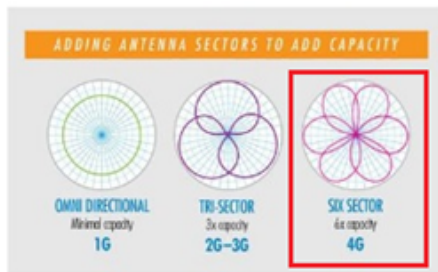 ADDING ANTENNA SECTORS TO ADD CAPACITY
OMNI DIRECTIONAL
Minimal capacity
1G
TRI-SECTOR
3x capacity
2G–3G
SIX SECTOR
6x capacity
4G